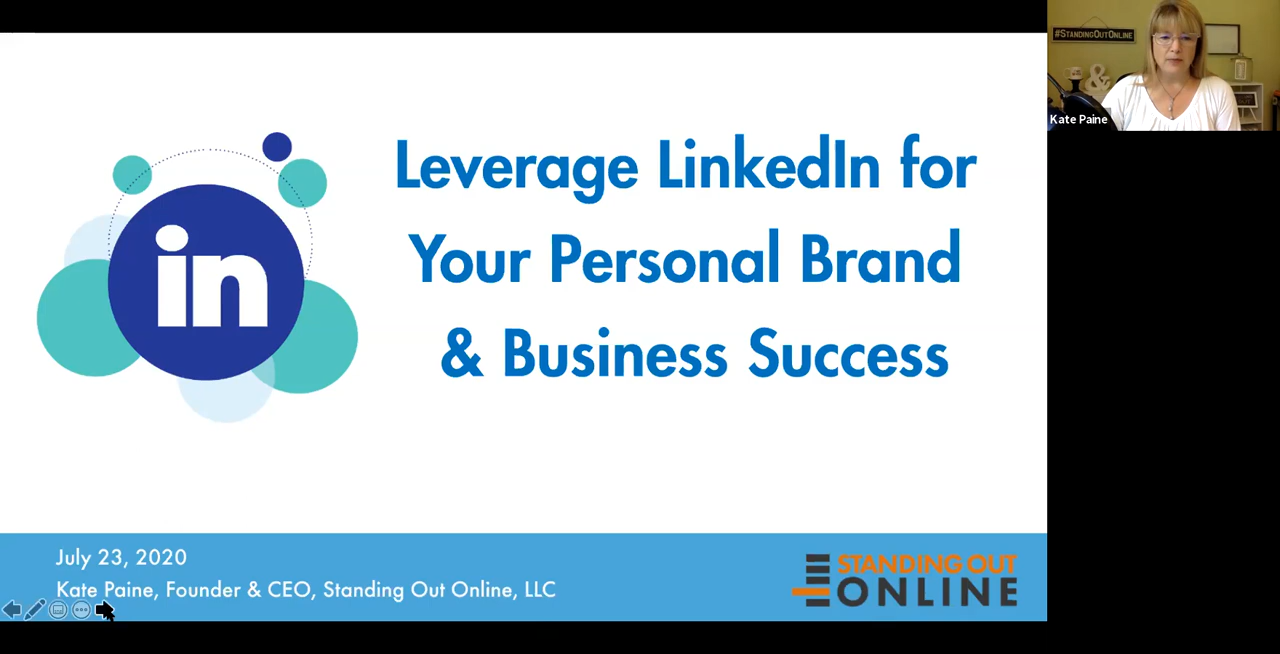 in
Leverage LinkedIn for
Your Personal Brand
& Business Success
July 23, 2020
Kate Paine, Founder & CEO, Standing Out Online, LLC
STANDING OUT
ONLINE
#STANDINGOUTONLINE
&
Kate Paine